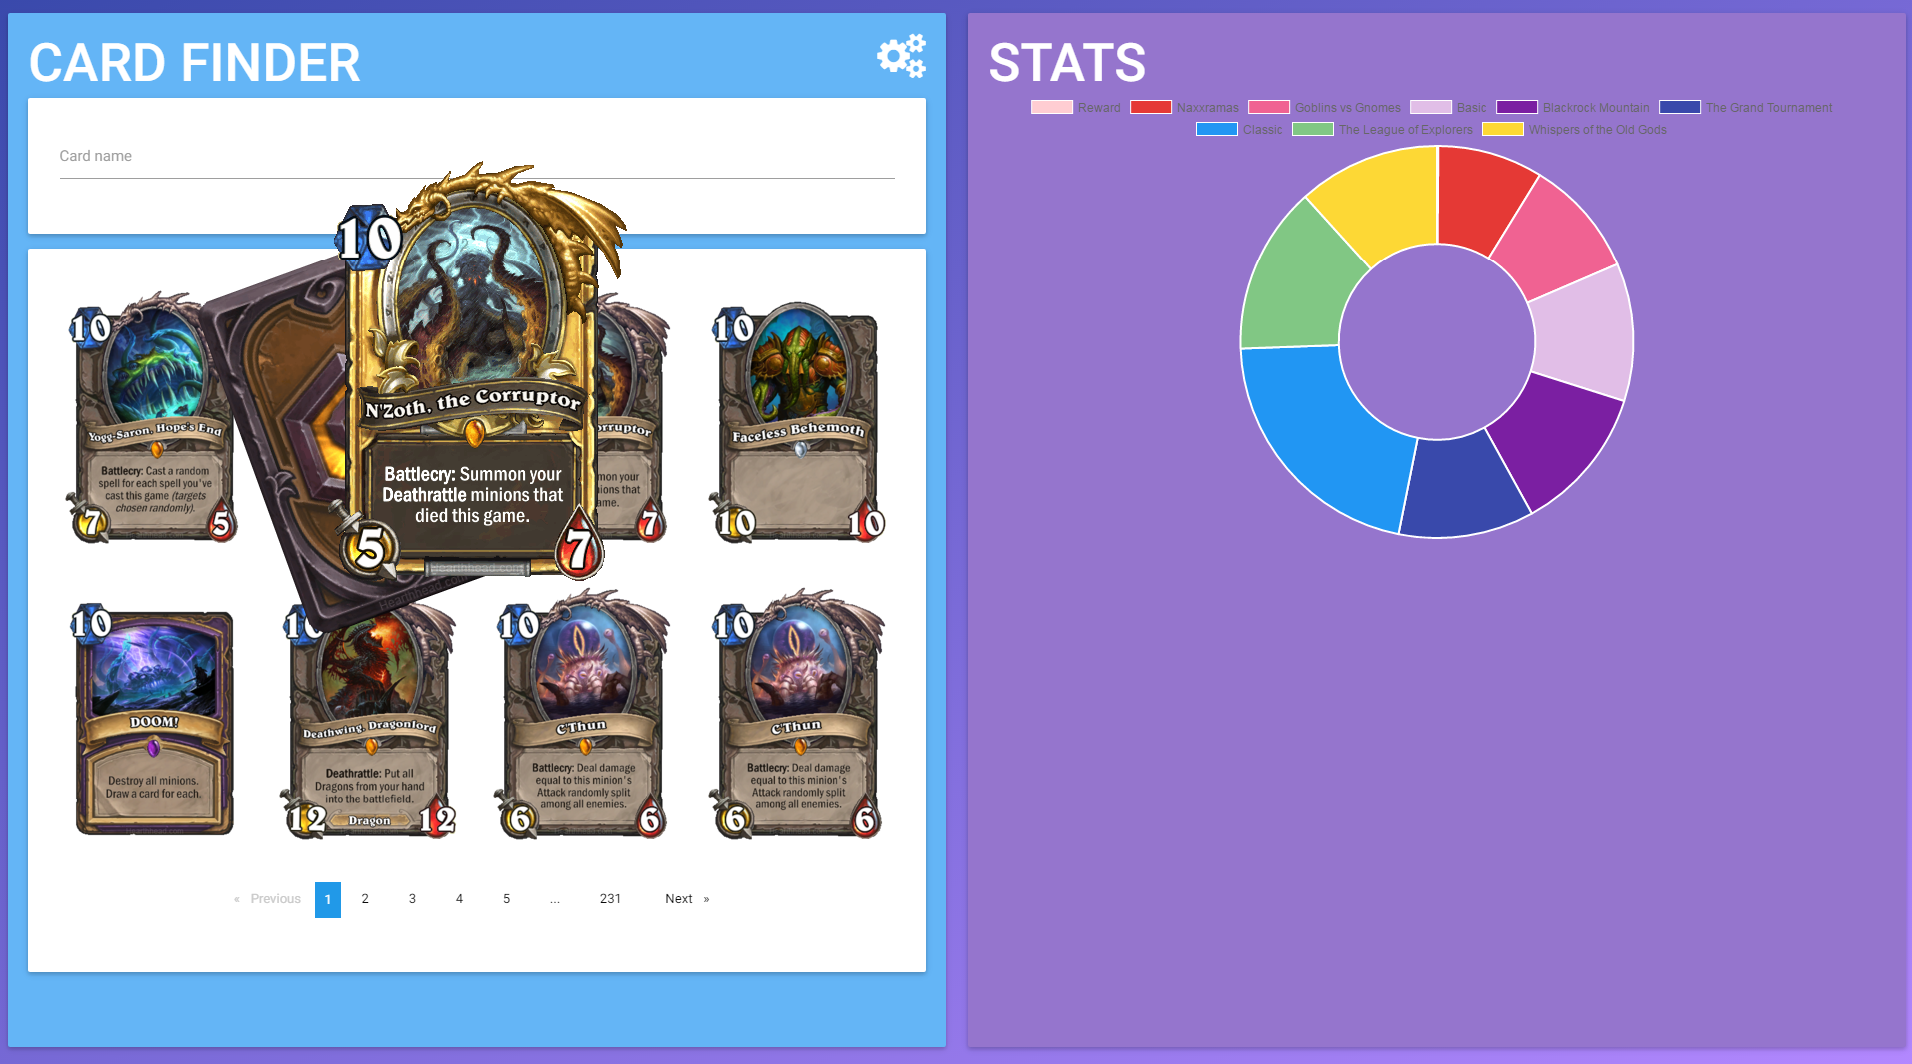 CARD FINDER
Card name
10
N'Zoth, the Corruptor
Battlecry: Summon your
Deathrattle minions that
died this game.
5
7
Hearthhead.com
10
Yogg-Saron, Hope's End
Battlecry: Cast a random
spell for each spell you've
cast this game (targets
chosen randomly).
7
5
7
10
Faceless Behemoth
10
10
10
DOOM!
Destroy all minions.
Draw a card for each.
10
Deathwing, Dragonlord
Deathrattle: Put all
Dragons from your hand
into the battlefield.
12
Dragon
12
10
C'Thun
Battlecry: Deal damage
equal to this minion's
Attack randomly split
among all enemies.
6
6
10
C'Thun
Battlecry: Deal damage
equal to this minion's
Attack randomly split
among all enemies.
6
6
« Previous 1 2 3 4 5 ... 231 Next »
STATS
Reward Naxxramas Goblins vs Gnomes Basic Blackrock Mountain The Grand Tournament
Classic The League of Explorers Whispers of the Old Gods